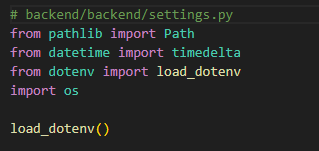 # backend/backend/settings.py
from pathlib import Path
from datetime import timedelta
from dotenv import load_dotenv
import os
load_dotenv()